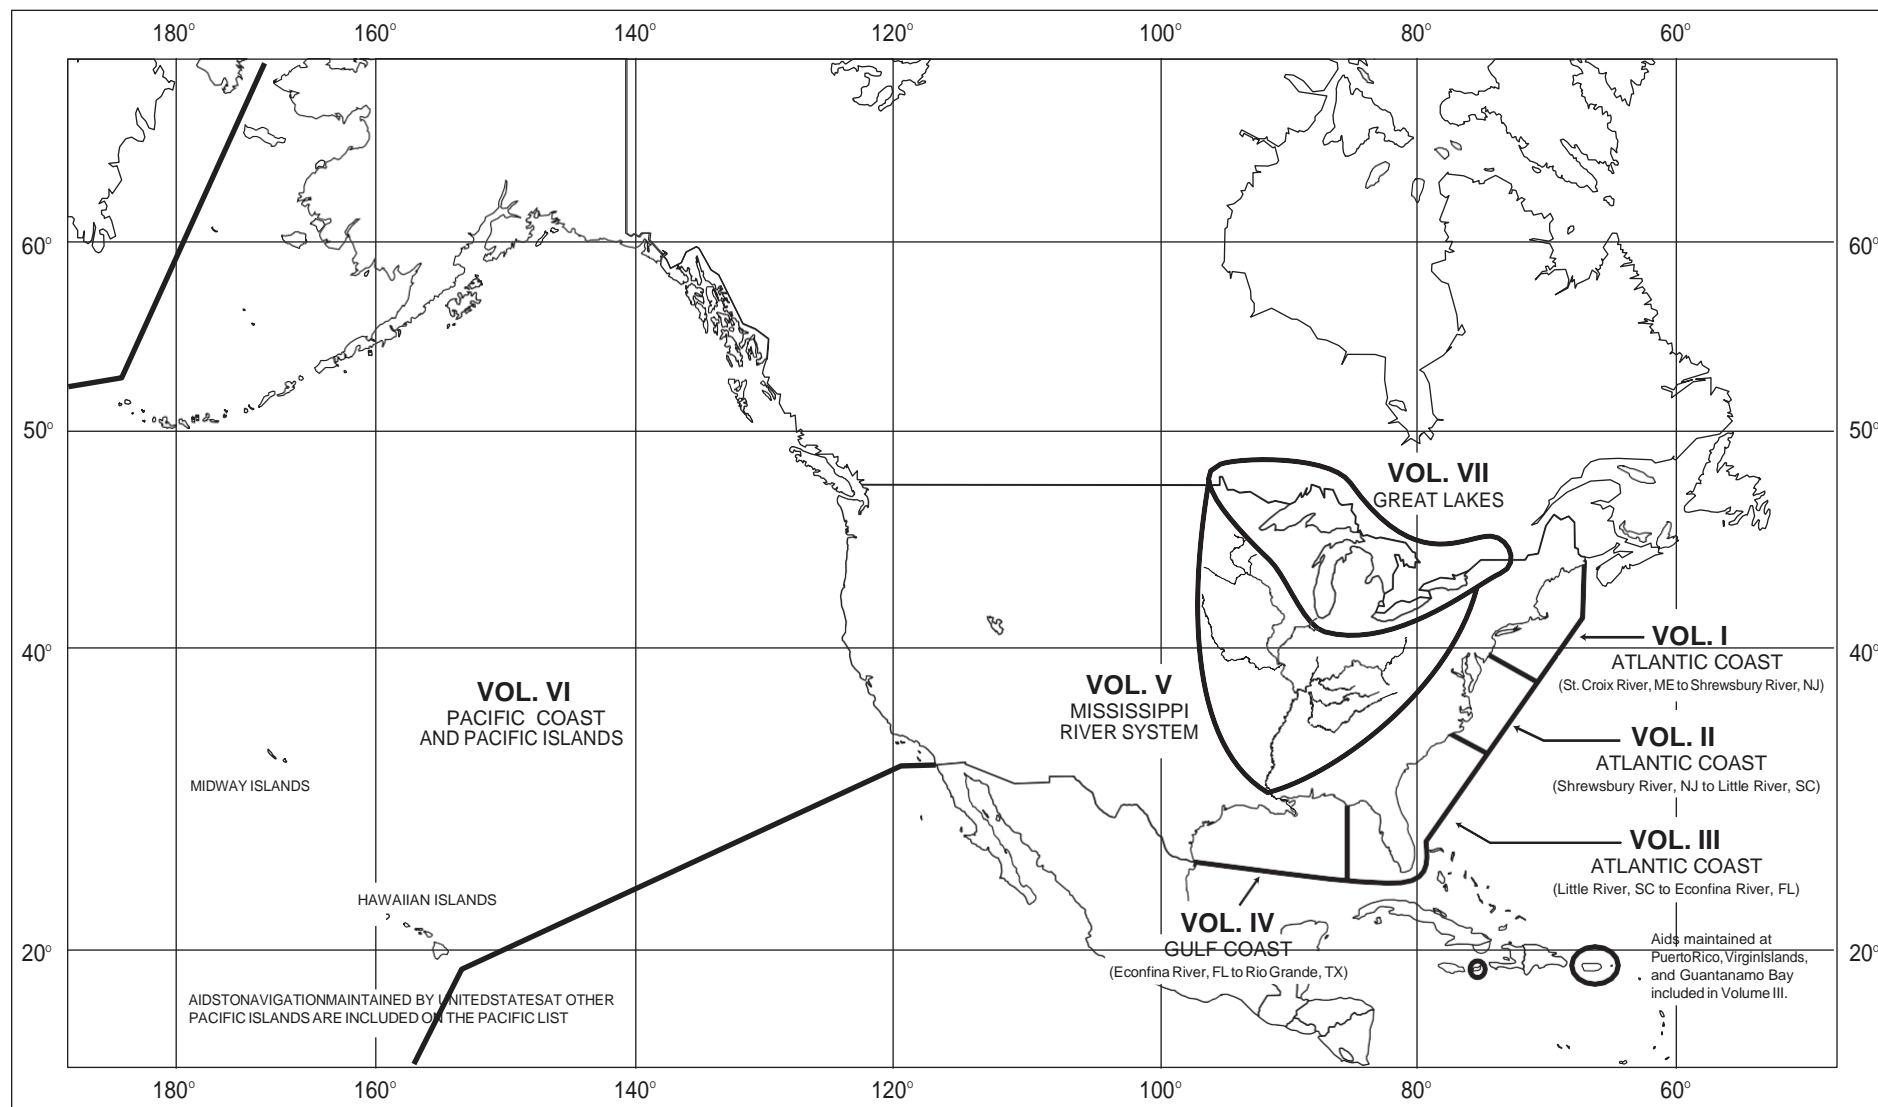 180° 160° 140° 120° 100° 80° 60°
60° 60°
50° 50°
VOL. VII
GREAT LAKES
40° 40°
VOL. I
ATLANTIC COAST
(St. Croix River, ME to Shrewsbury River, NJ)
VOL. VI
PACIFIC COAST
AND PACIFIC ISLANDS
VOL. V
MISSISSIPPI
RIVER SYSTEM
VOL. II
ATLANTIC COAST
(Shrewsbury River, NJ to Little River, SC)
MIDWAY ISLANDS
VOL. III
ATLANTIC COAST
(Little River, SC to Econfina River, FL)
HAWAIIAN ISLANDS
VOL. IV
GULF COAST
(Econfina River, FL to Rio Grande, TX)
20° 20°
Aids maintained at
PuertoRico, VirginIslands,
and Guantanamo Bay
included in Volume III.
AIDSTONAVIGATIONMAINTAINED BY UNITEDSTATESAT OTHER
PACIFIC ISLANDS ARE INCLUDED ON THE PACIFIC LIST
180° 160° 140° 120° 100° 80° 60°